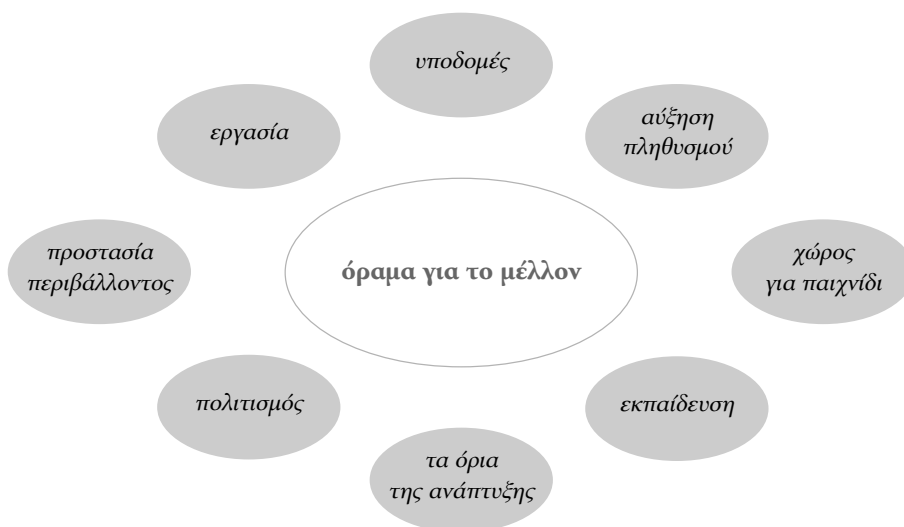 υποδομές
εργασία
αύξηση
πληθυσμού
προστασία
περιβάλλοντος
όραμα για το μέλλον
χώρος
για παιχνίδι
πολιτισμός
εκπαίδευση
τα όρια
της ανάπτυξης